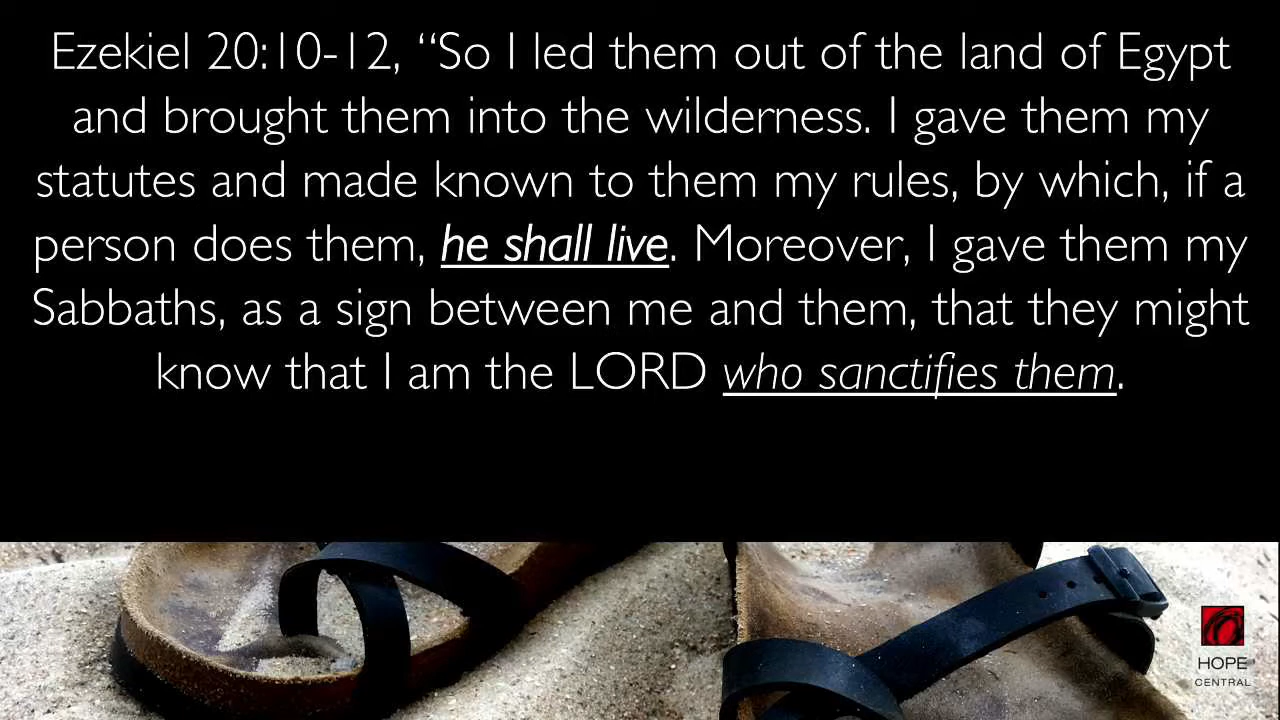 Ezekiel 20:10-12, “So I led them out of the land of Egypt
and brought them into the wilderness. I gave them my
statutes and made known to them my rules, by which, if a
person does them, he shall live. Moreover, I gave them my
Sabbaths, as a sign between me and them, that they might
know that I am the LORD who sanctifies them.
HOPE
CENTRAL